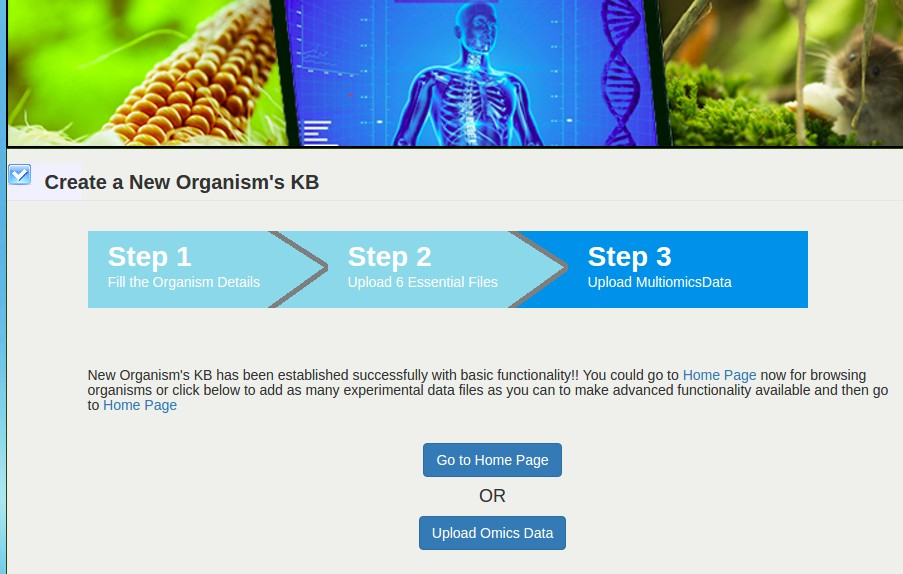 Create a New Organism's KB
Step 1
Fill the Organism Details
Step 2
Upload 6 Essential Files
Step 3
Upload MultiomicsData
New Organism's KB has been established successfully with basic functionality!! You could go to Home Page now for browsing
organisms or click below to add as many experimental data files as you can to make advanced functionality available and then go
to Home Page
Go to Home Page
OR
Upload Omics Data